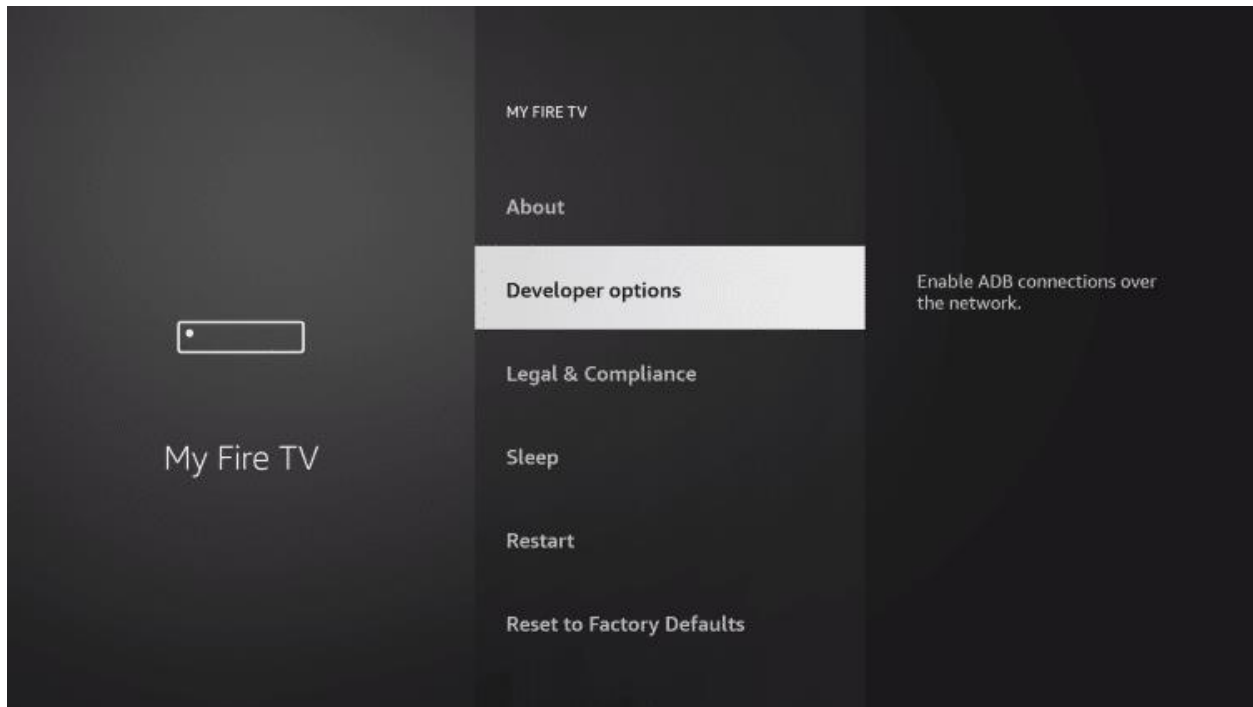 MY FIRE TV
About
Developer options
Enable ADB connections over
the network.
Legal & Compliance
My Fire TV
Sleep
Restart
Reset to Factory Defaults